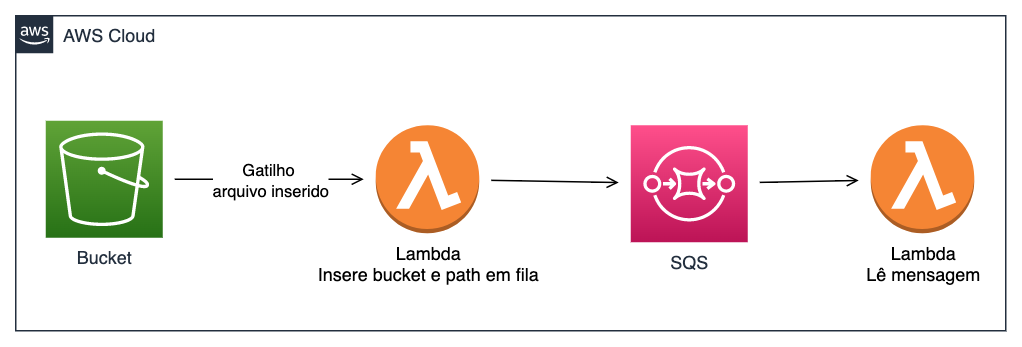 aws
AWS Cloud
Gatilho
arquivo inserido
Bucket
Lambda
Insere bucket e path em fila
SQS
Lambda
Lê mensagem